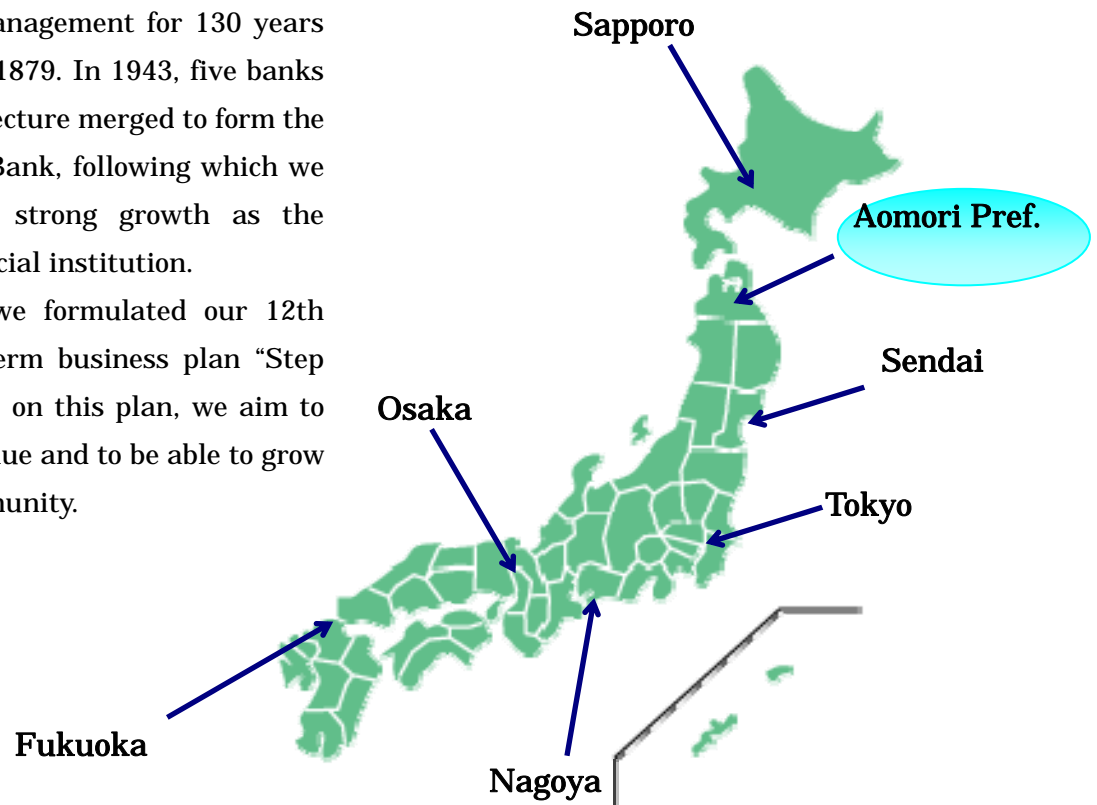 anagement for 130 years
1879. In 1943, five banks
ecture merged to form the
Bank, following which we
strong growth as the
cial institution.
we formulated our 12th
erm business plan “Step
on this plan, we aim to
ue and to be able to grow
unity.
Sapporo
Aomori Pref.
Sendai
Osaka
Tokyo
Fukuoka
Nagoya